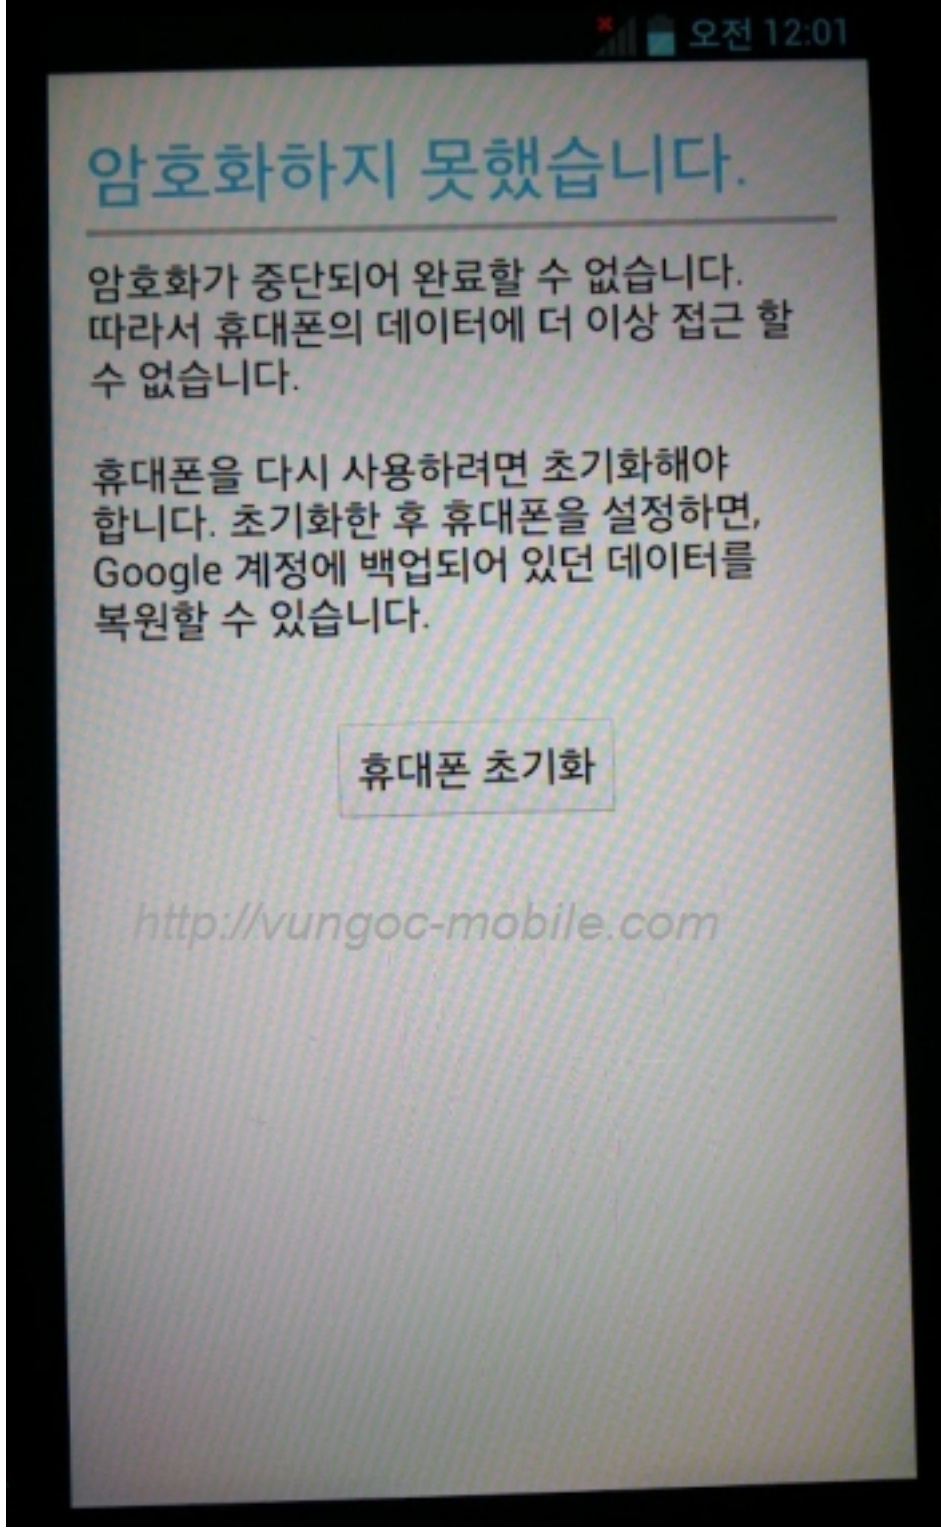 오전 12:01
암호화하지 못했습니다.
암호화가 중단되어 완료할 수 없습니다.
따라서 휴대폰의 데이터에 더 이상 접근 할
수 없습니다.
휴대폰을 다시 사용하려면 초기화해야
합니다. 초기화한 후 휴대폰을 설정하면,
Google 계정에 백업되어 있던 데이터를
복원할 수 있습니다.
휴대폰 초기화
http://vungoc-mobile.com